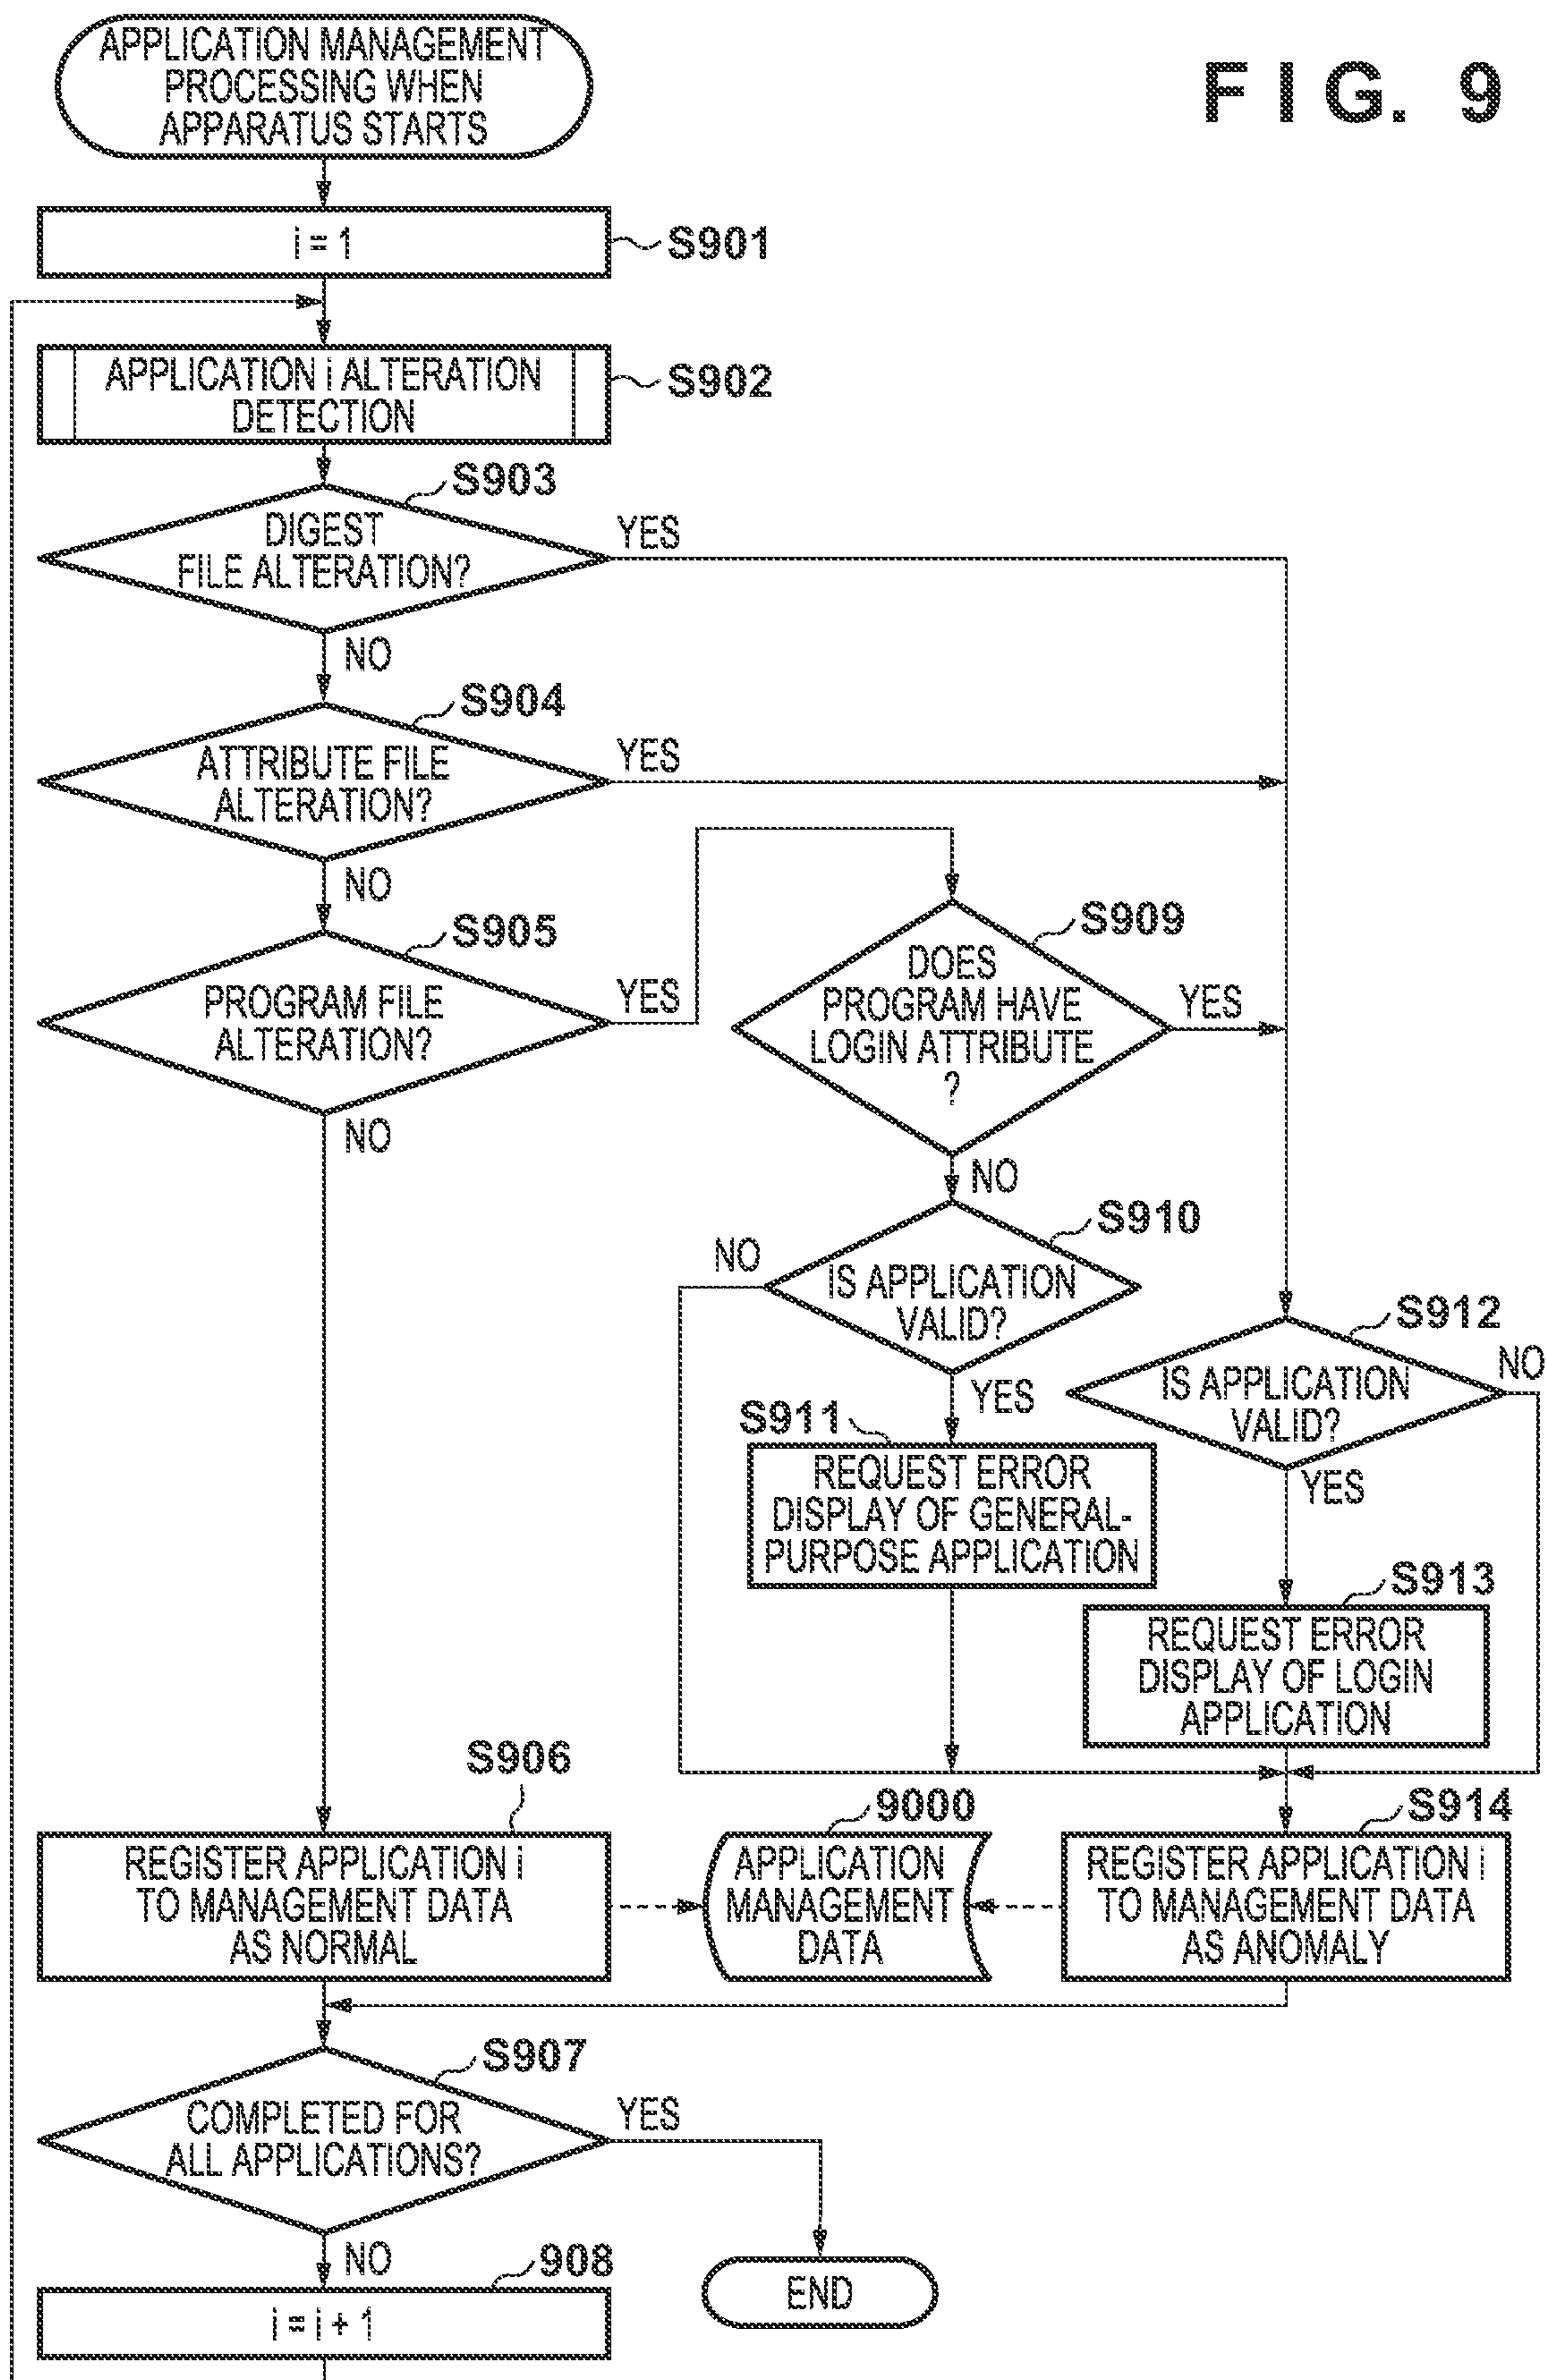 APPLICATION MANAGEMENT
PROCESSING WHEN
APPARATUS STARTS
FIG. 9
i = 1
S901
APPLICATION i ALTERATION
DETECTION
S902
S903
DIGEST
FILE ALTERATION?
YES
NO
S904
ATTRIBUTE FILE
ALTERATION?
YES
NO
S905
PROGRAM FILE
ALTERATION?
YES
NO
S909
DOES
PROGRAM HAVE
LOGIN ATTRIBUTE
?
YES
NO
S910
IS APPLICATION
VALID?
NO
YES
S911
REQUEST ERROR
DISPLAY OF GENERAL-
PURPOSE APPLICATION
S912
IS APPLICATION
VALID?
NO
YES
S913
REQUEST ERROR
DISPLAY OF LOGIN
APPLICATION
S906
REGISTER APPLICATION i
TO MANAGEMENT DATA
AS NORMAL
9000
APPLICATION
MANAGEMENT
DATA
S914
REGISTER APPLICATION i
TO MANAGEMENT DATA
AS ANOMALY
S907
COMPLETED FOR
ALL APPLICATIONS?
YES
NO
908
i = i + 1
END